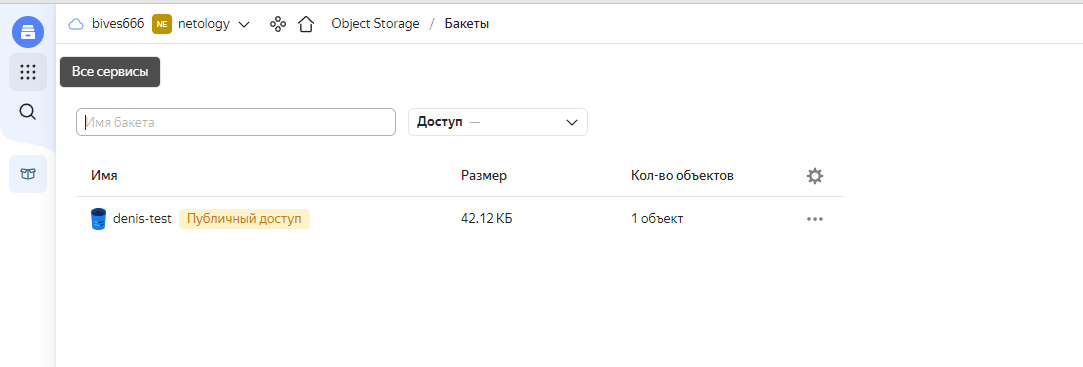 bives666 NE netology Object Storage / Бакеты
Все сервисы
Имя бакета Доступ —
Имя Размер Кол-во объектов
denis-test Публичный доступ 42.12 КБ 1 объект